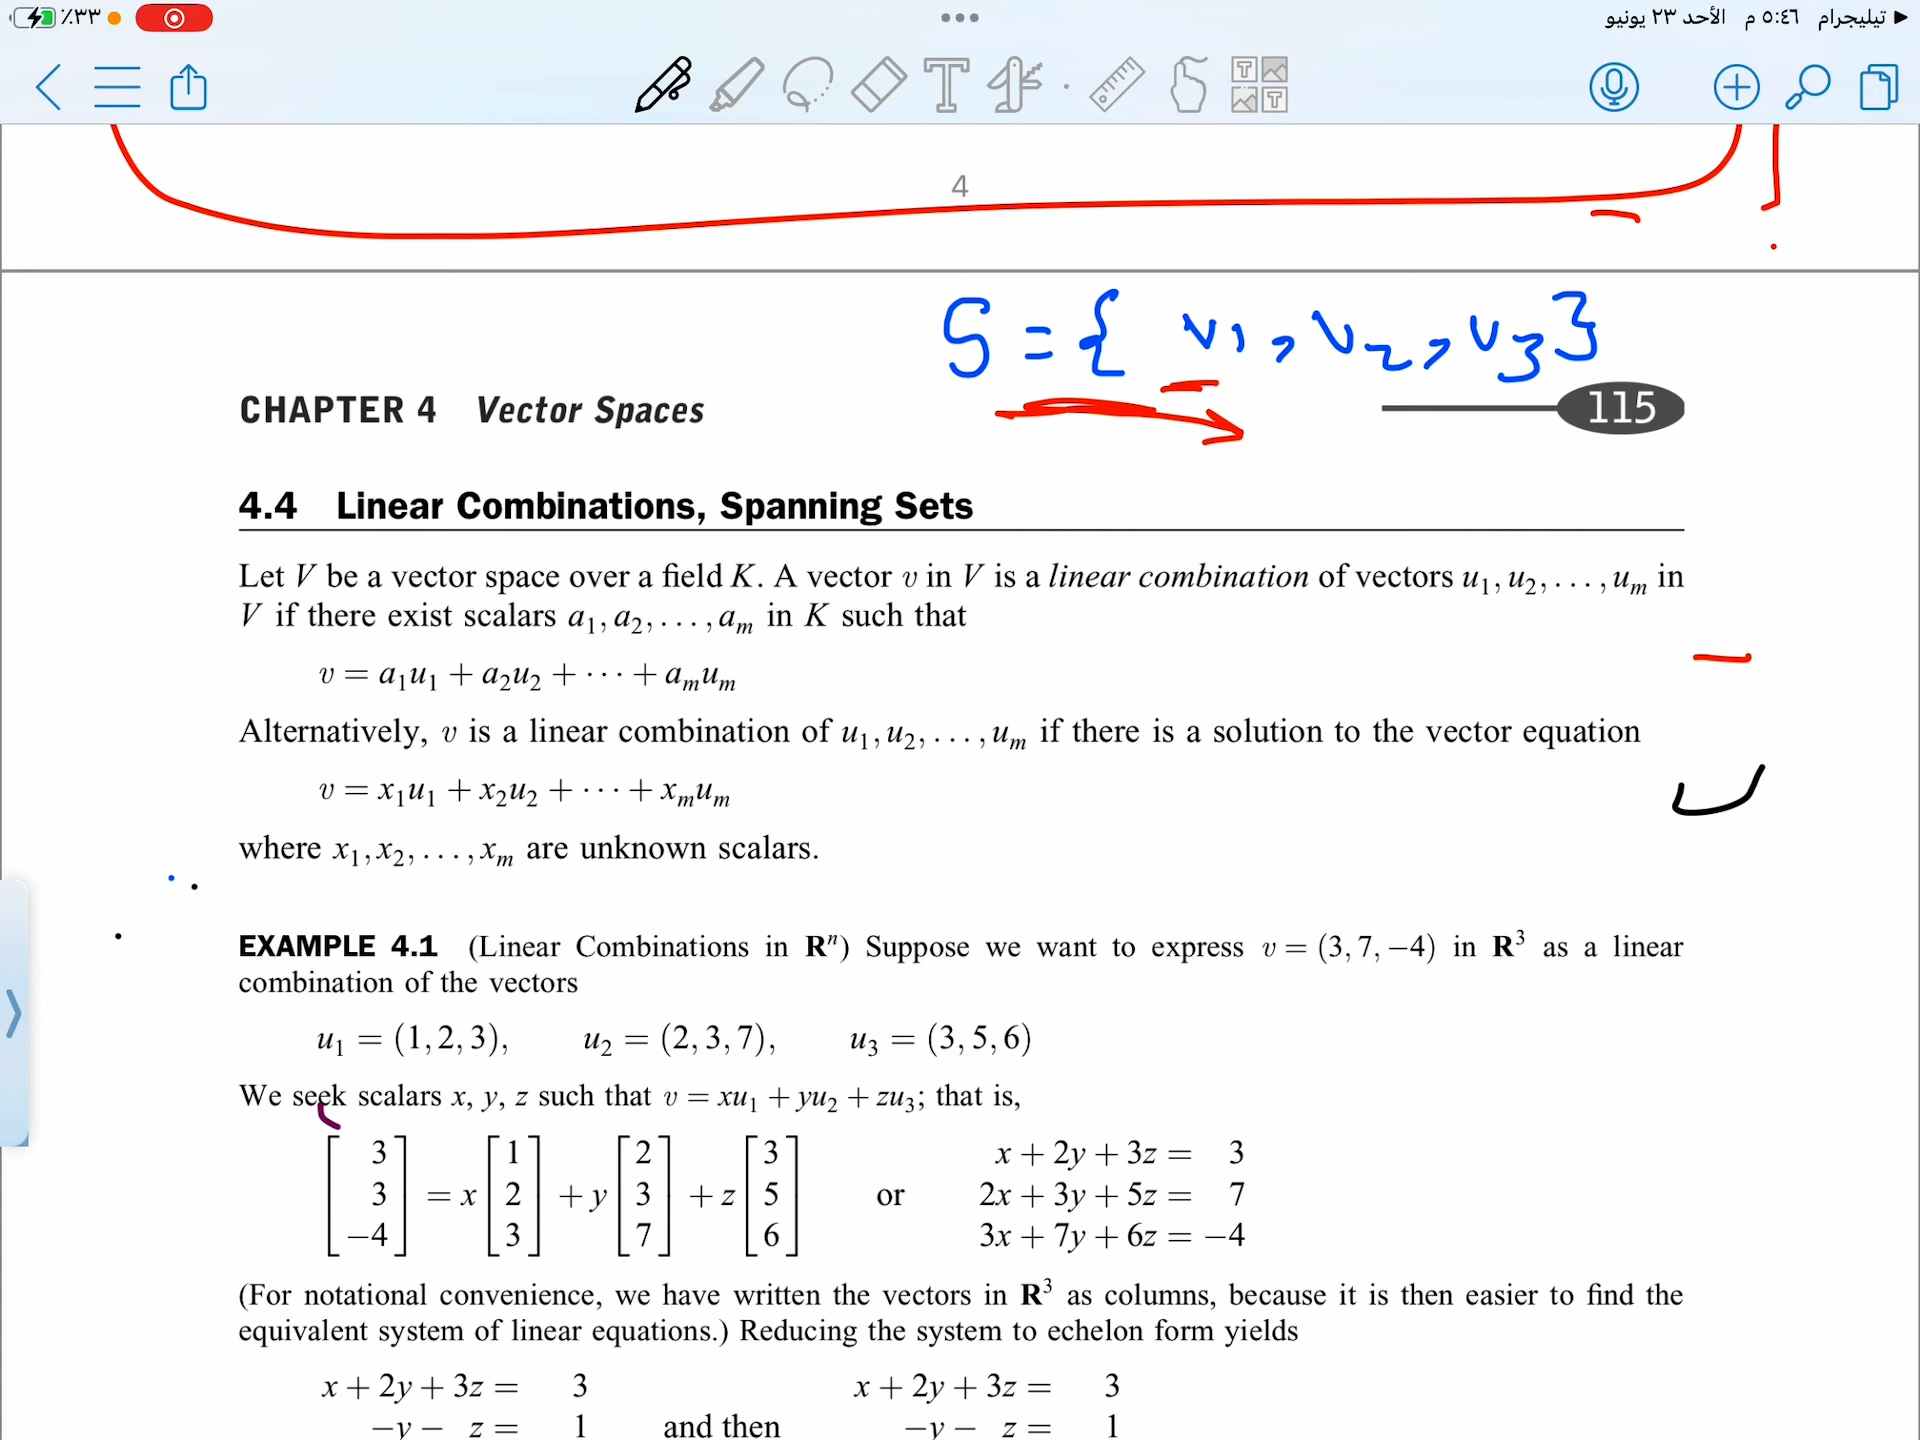 ٪٣٣
◀ تيليجرام ٥:٤٦ م الأحد ٢٣ يونيو
4
S = { v1, v2, v3 }
CHAPTER 4 Vector Spaces 115
4.4 Linear Combinations, Spanning Sets
Let V be a vector space over a field K. A vector v in V is a linear combination of vectors u₁, u₂, . . . , uₘ in
V if there exist scalars a₁, a₂, . . . , aₘ in K such that
v = a₁u₁ + a₂u₂ + · · · + aₘuₘ
Alternatively, v is a linear combination of u₁, u₂, . . . , uₘ if there is a solution to the vector equation
v = x₁u₁ + x₂u₂ + · · · + xₘuₘ
where x₁, x₂, . . . , xₘ are unknown scalars.
EXAMPLE 4.1 (Linear Combinations in Rⁿ) Suppose we want to express v = (3, 7, −4) in R³ as a linear
combination of the vectors
u₁ = (1, 2, 3), u₂ = (2, 3, 7), u₃ = (3, 5, 6)
We seek scalars x, y, z such that v = xu₁ + yu₂ + zu₃; that is,
[3 3 −4] = x [1 2 3] + y [2 3 7] + z [3 5 6] or
x + 2y + 3z = 3
2x + 3y + 5z = 7
3x + 7y + 6z = −4
(For notational convenience, we have written the vectors in R³ as columns, because it is then easier to find the
equivalent system of linear equations.) Reducing the system to echelon form yields
x + 2y + 3z = 3 x + 2y + 3z = 3
−y − z = 1 and then −y − z = 1